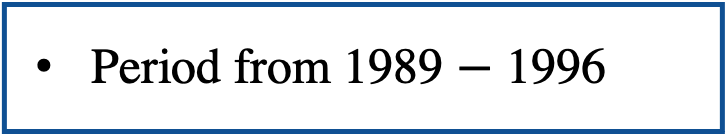 • Period from 1989 – 1996